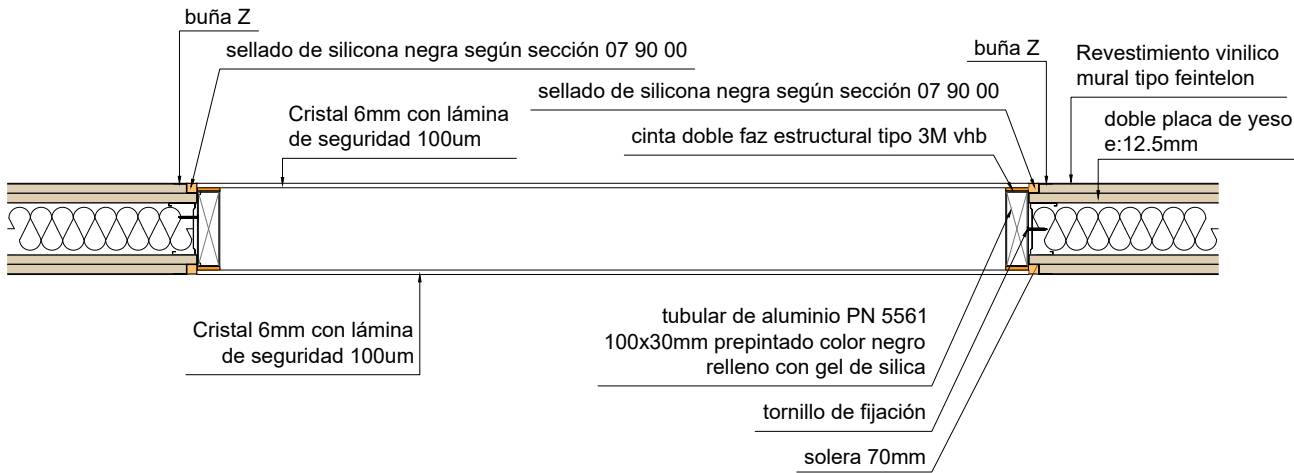 buña Z
sellado de silicona negra según sección 07 90 00
Cristal 6mm con lámina
de seguridad 100um
buña Z
Revestimiento vinilico
mural tipo feintelon
sellado de silicona negra según sección 07 90 00
doble placa de yeso
e:12.5mm
cinta doble faz estructural tipo 3M vhb
Cristal 6mm con lámina
de seguridad 100um
tubular de aluminio PN 5561
100x30mm prepintado color negro
relleno con gel de silica
tornillo de fijación
solera 70mm